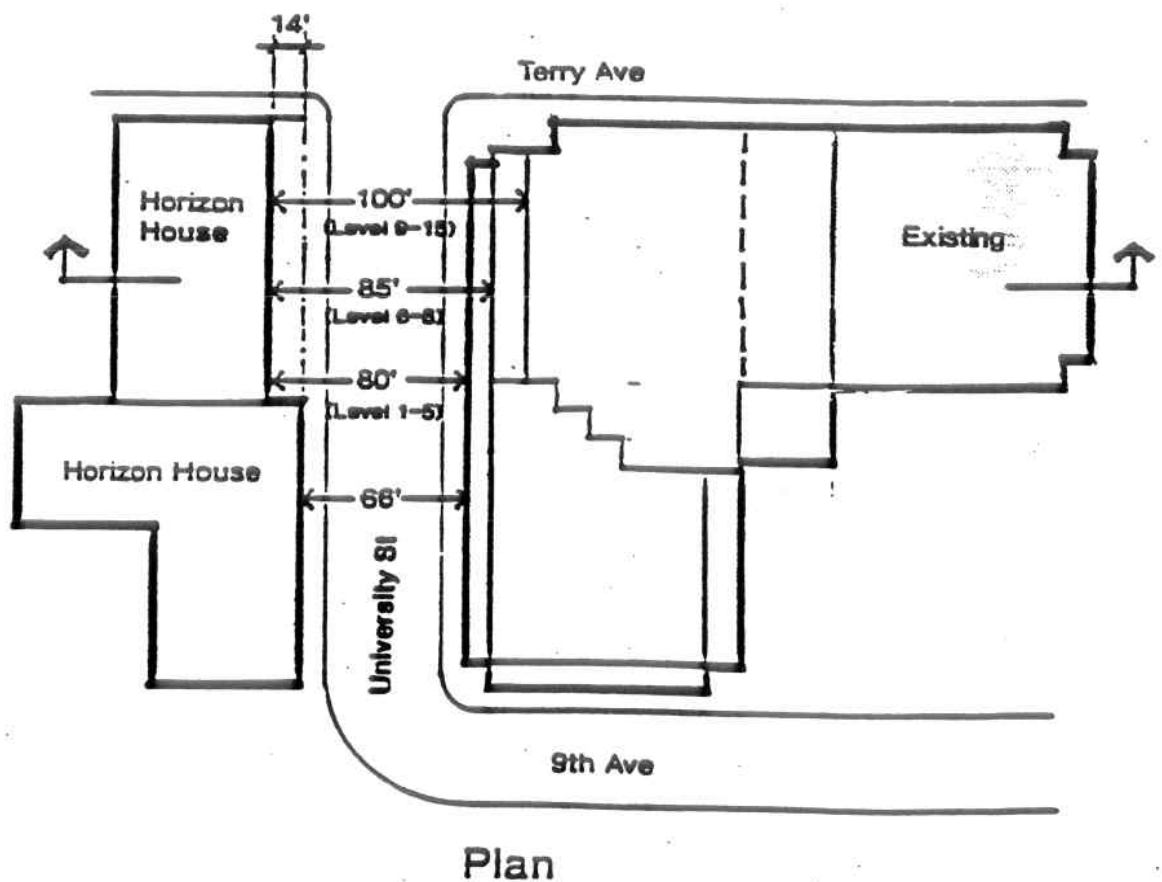 14'
Terry Ave
Horizon
House
100'
(Level 9-15)
Existing
85'
(Level 6-8)
80'
(Level 1-5)
Horizon House
66'
University St
9th Ave
Plan